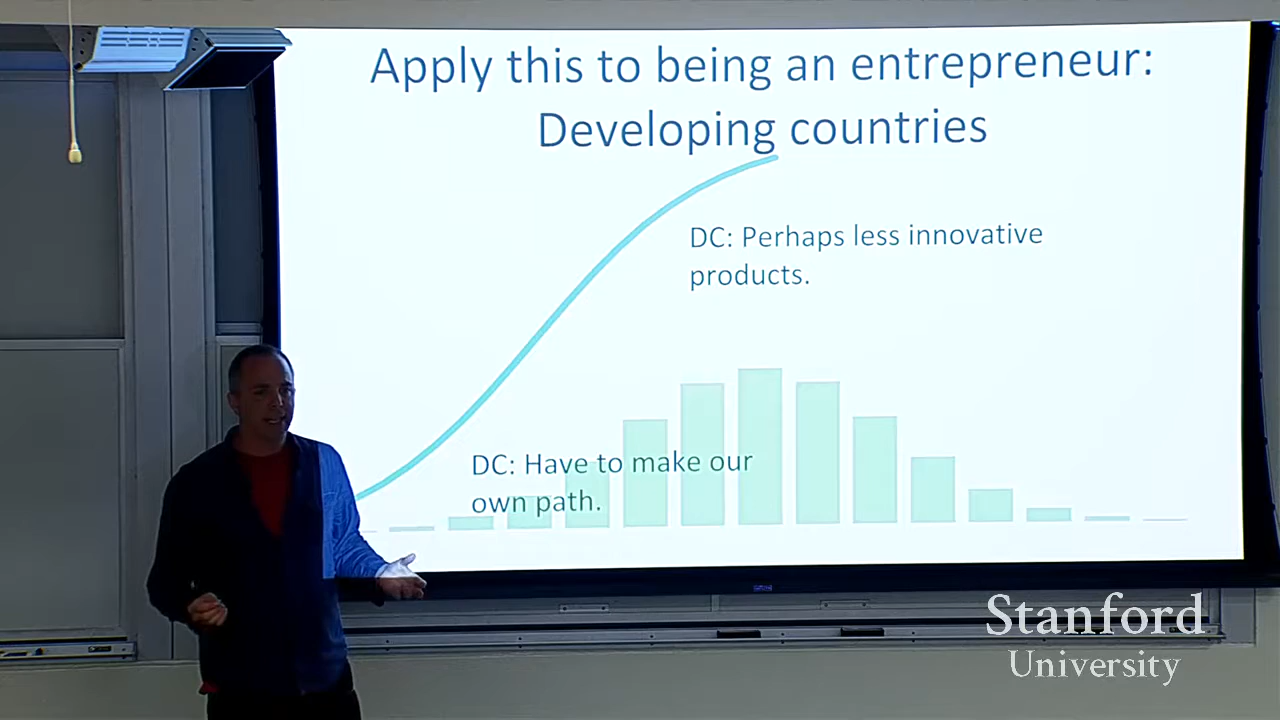 Apply this to being an entrepreneur:
Developing countries
DC: Perhaps less innovative
products.
DC: Have to make our
own path.
Stanford
University